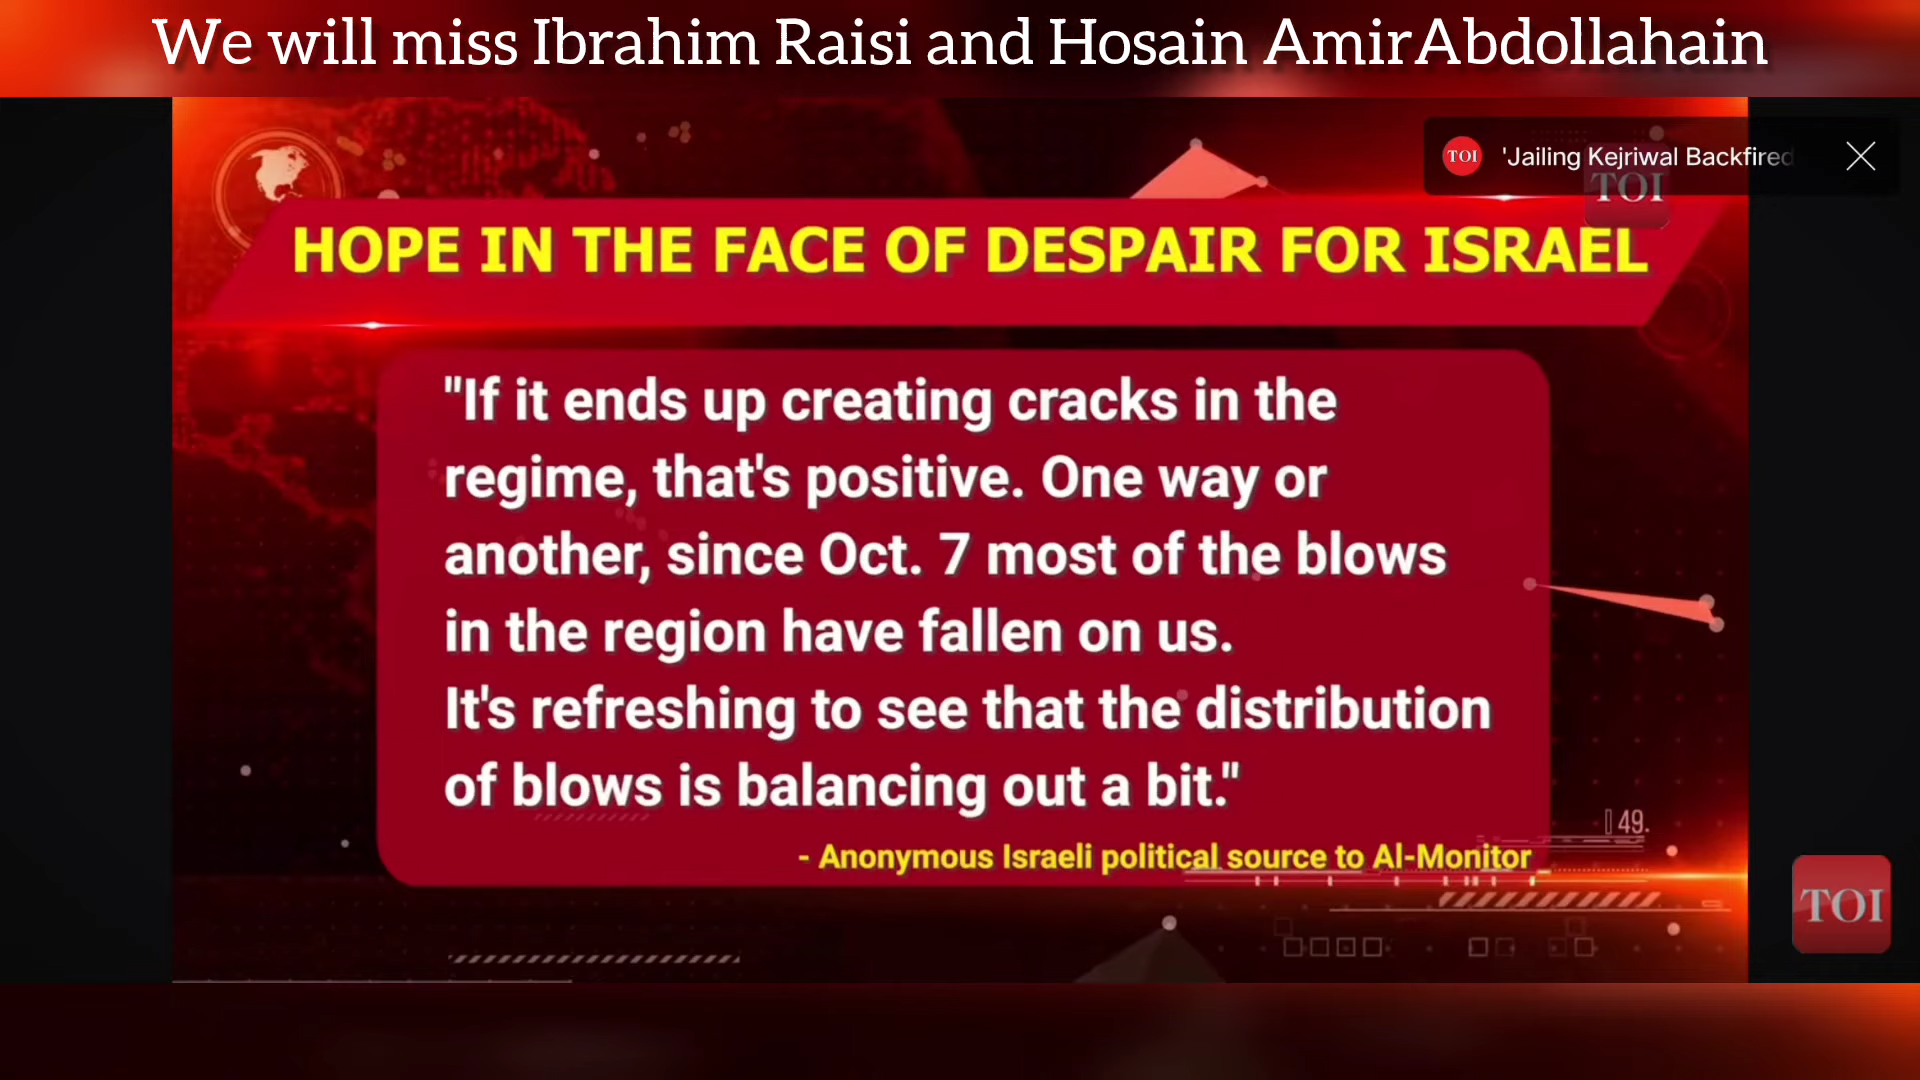 We will miss Ibrahim Raisi and Hosain AmirAbdollahain
TOI 'Jailing Kejriwal Backfired
TOI
HOPE IN THE FACE OF DESPAIR FOR ISRAEL
"If it ends up creating cracks in the
regime, that's positive. One way or
another, since Oct. 7 most of the blows
in the region have fallen on us.
It's refreshing to see that the distribution
of blows is balancing out a bit."
49.
- Anonymous Israeli political source to Al-Monitor
TOI